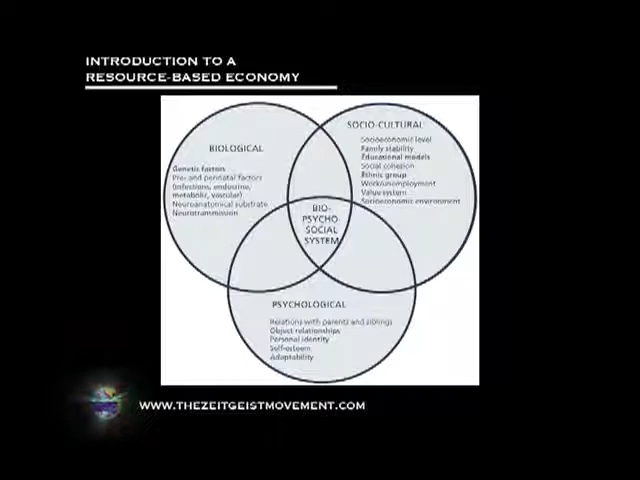 INTRODUCTION TO A
RESOURCE-BASED ECONOMY
BIOLOGICAL
Genetic factors
Pre- and perinatal factors
(infections, endocrine,
metabolic, vascular)
Neuroanatomical substrate
Neurotransmission
SOCIO-CULTURAL
Socioeconomic level
Family stability
Educational models
Social cohesion
Ethnic group
Work/unemployment
Value system
Socioeconomic environment
BIO-
PSYCHO-
SOCIAL
SYSTEM
PSYCHOLOGICAL
Relations with parents and siblings
Object relationships
Personal identity
Self-esteem
Adaptability
WWW.THEZEITGEISTMOVEMENT.COM